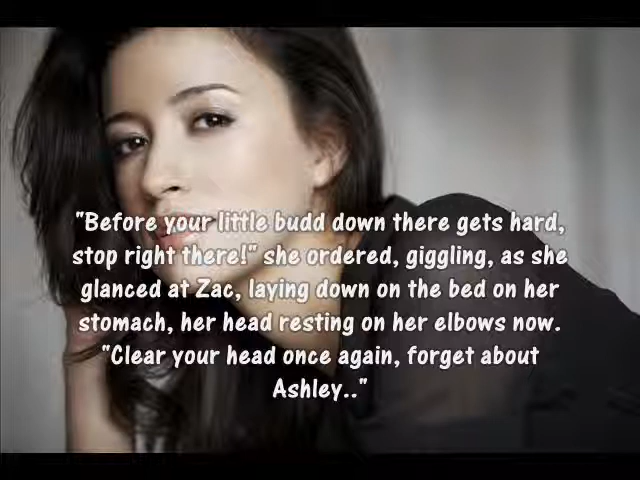 "Before your little budd down there gets hard,
stop right there!" she ordered, giggling, as she
glanced at Zac, laying down on the bed on her
stomach, her head resting on her elbows now.
"Clear your head once again, forget about
Ashley.."